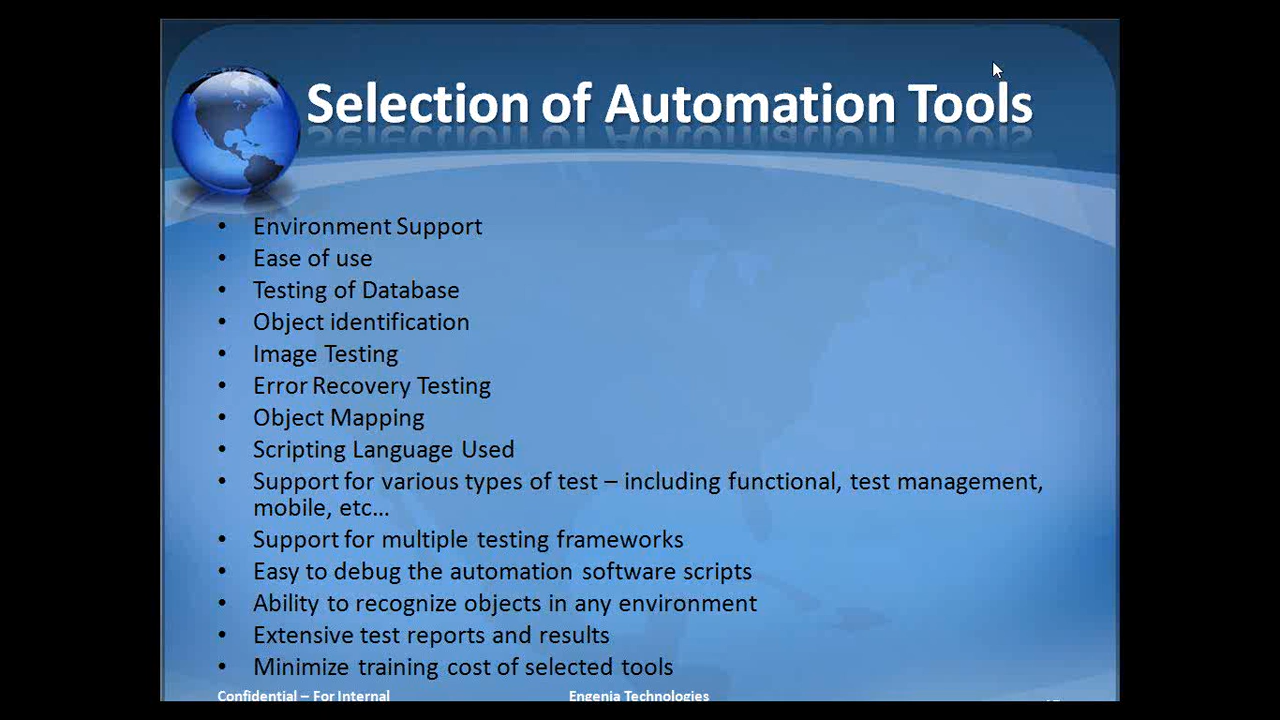 Selection of Automation Tools
• Environment Support
• Ease of use
• Testing of Database
• Object identification
• Image Testing
• Error Recovery Testing
• Object Mapping
• Scripting Language Used
• Support for various types of test – including functional, test management,
mobile, etc…
• Support for multiple testing frameworks
• Easy to debug the automation software scripts
• Ability to recognize objects in any environment
• Extensive test reports and results
• Minimize training cost of selected tools
Confidential – For Internal
Engenia Technologies